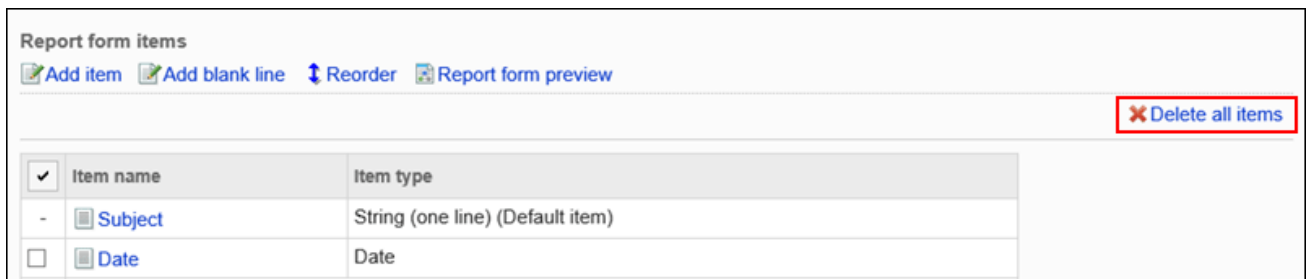 Report form items
Add item Add blank line Reorder Report form preview
Delete all items
Item name Item type
- Subject String (one line) (Default item)
Date Date